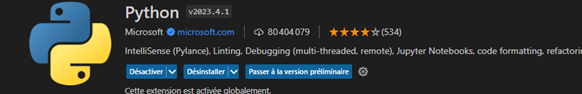 Python v2023.4.1
Microsoft microsoft.com 80404079 (534)
IntelliSense (Pylance), Linting, Debugging (multi-threaded, remote), Jupyter Notebooks, code formatting, refactorin
Désactiver Désinstaller Passer à la version préliminaire
Cette extension est activée globalement.